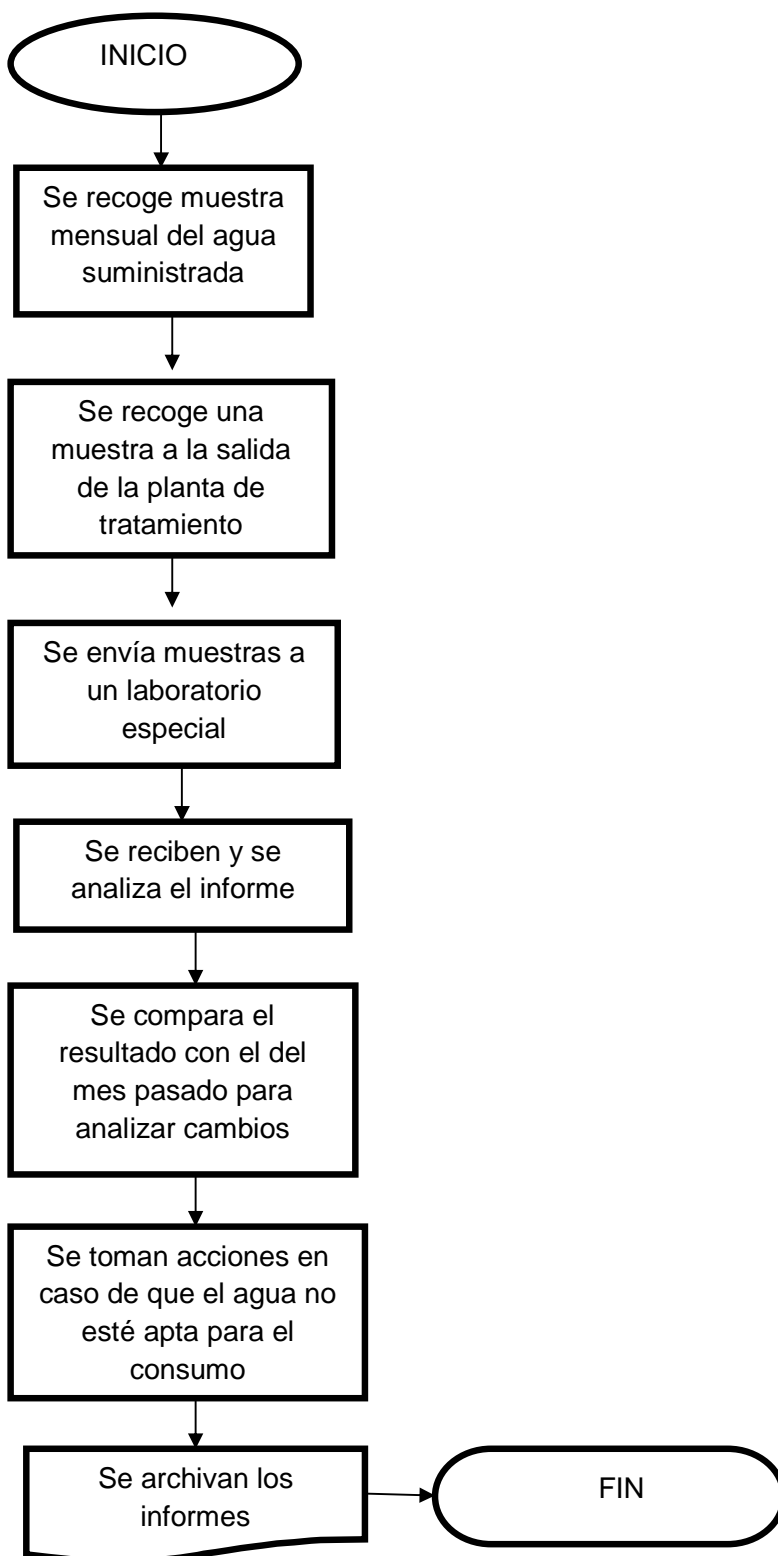 INICIO
Se recoge muestra
mensual del agua
suministrada
Se recoge una
muestra a la salida
de la planta de
tratamiento
Se envía muestras a
un laboratorio
especial
Se reciben y se
analiza el informe
Se compara el
resultado con el del
mes pasado para
analizar cambios
Se toman acciones en
caso de que el agua no
esté apta para el
consumo
Se archivan los
informes
FIN